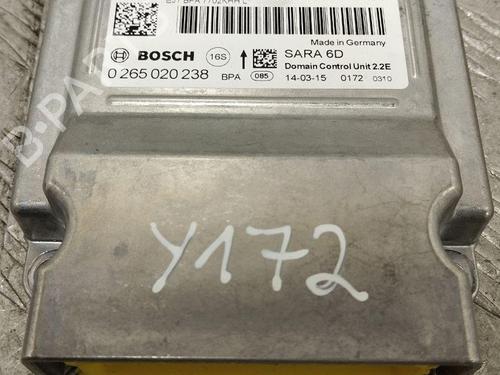 Made in Germany
BOSCH 16S SARA 6D
Domain Control Unit 2.2E
0 265 020 238 BPA 085 14-03-15 0172 0310
Y172
B-PARTS